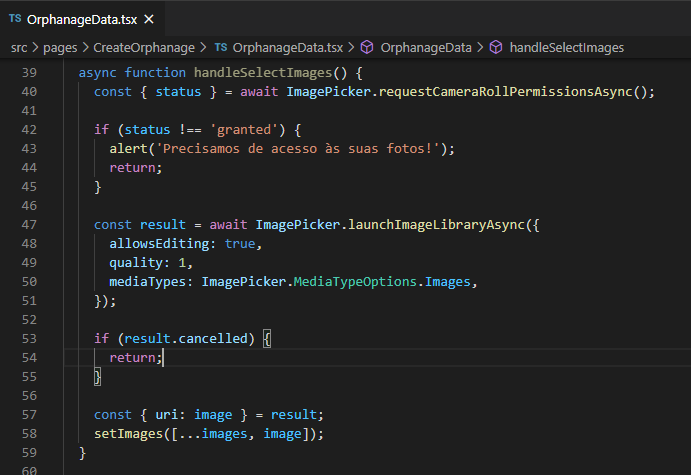 TS OrphanageData.tsx ×
src > pages > CreateOrphanage > TS OrphanageData.tsx > OrphanageData > handleSelectImages
39 async function handleSelectImages() {
40 const { status } = await ImagePicker.requestCameraRollPermissionsAsync();
41
42 if (status !== 'granted') {
43 alert('Precisamos de acesso às suas fotos!');
44 return;
45 }
46
47 const result = await ImagePicker.launchImageLibraryAsync({
48 allowsEditing: true,
49 quality: 1,
50 mediaTypes: ImagePicker.MediaTypeOptions.Images,
51 });
52
53 if (result.cancelled) {
54 return;
55 }
56
57 const { uri: image } = result;
58 setImages([...images, image]);
59 }
60